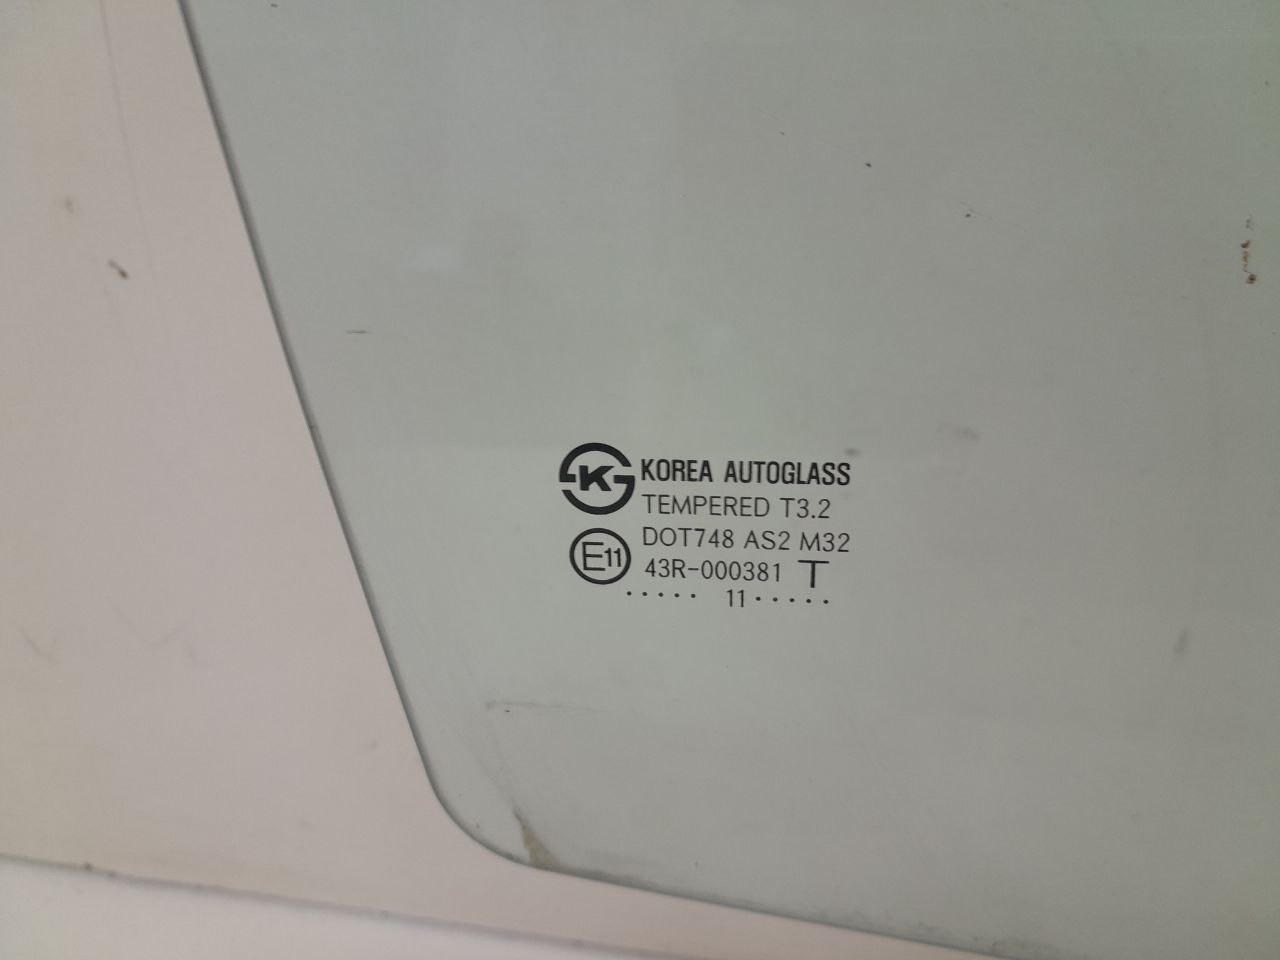 K KOREA AUTOGLASS
TEMPERED T3.2
DOT748 AS2 M32
E11 43R-000381 T
..... 11 .....